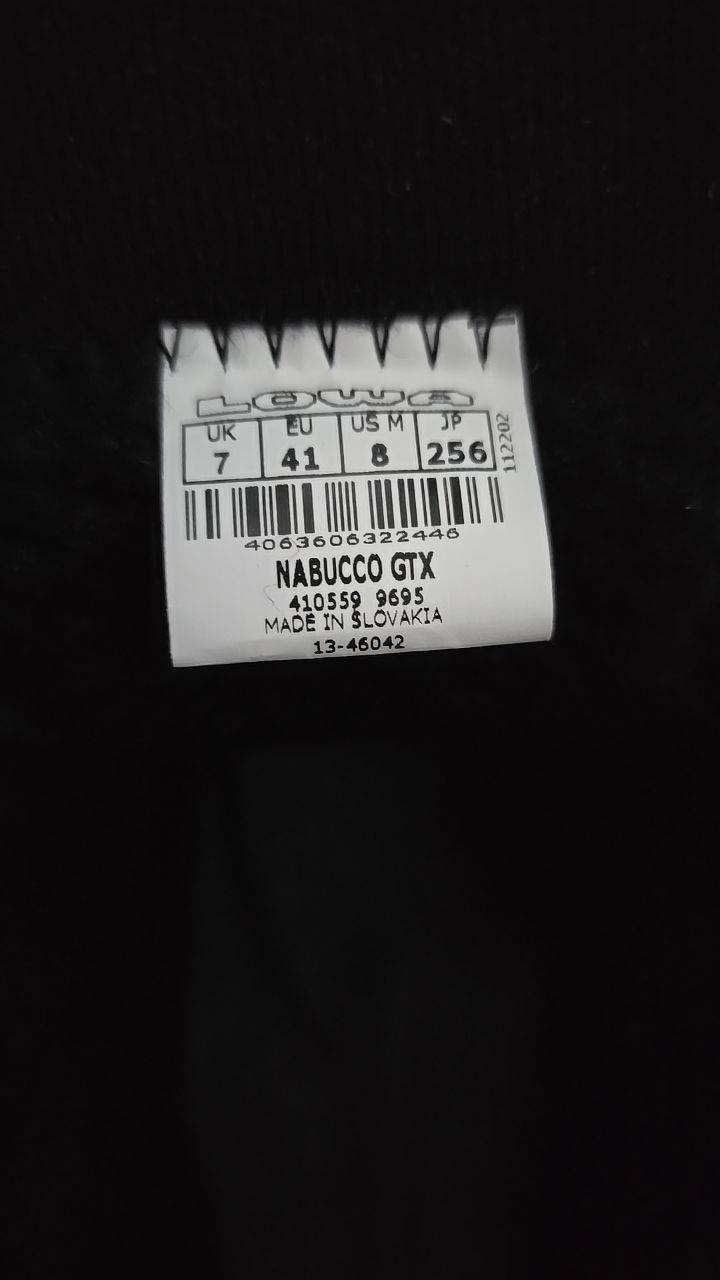 LOWA
UK EU US M JP
7 41 8 256
112202
4063606322446
NABUCCO GTX
410559 9695
MADE IN SLOVAKIA
13-46042